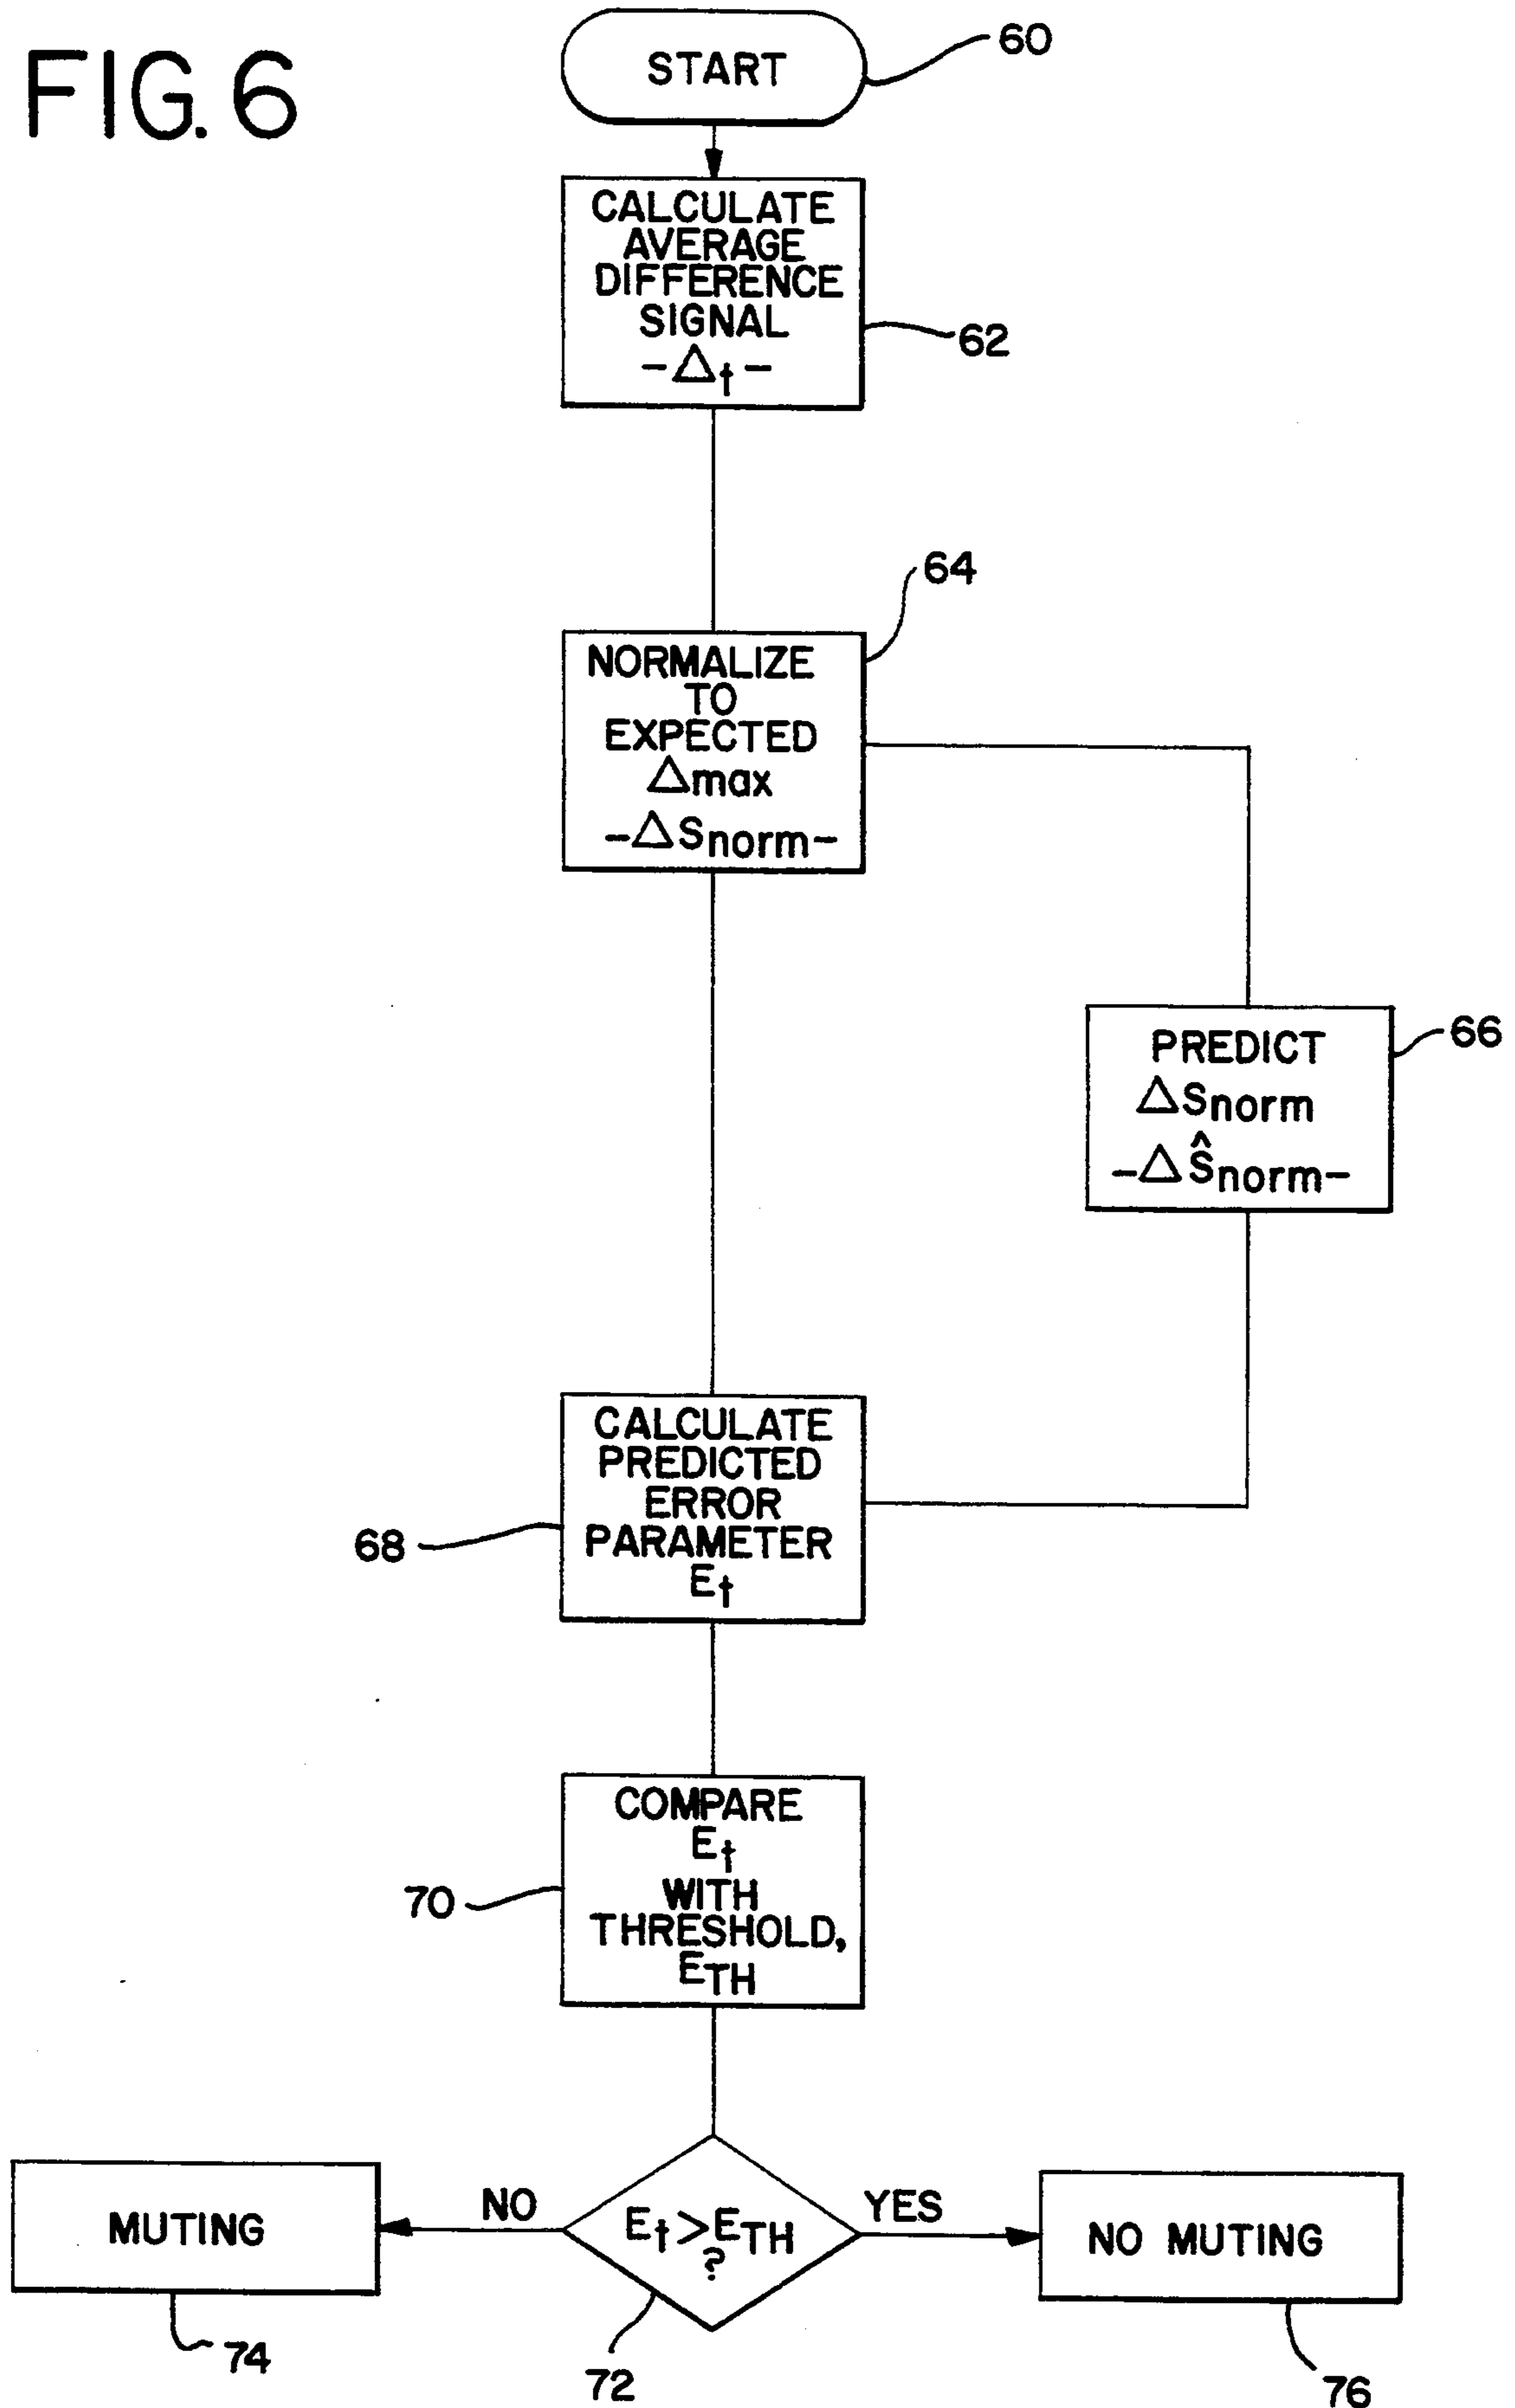 FIG. 6
START
60
CALCULATE
AVERAGE
DIFFERENCE
SIGNAL
-Δt-
62
64
NORMALIZE
TO
EXPECTED
Δmax
-ΔSnorm-
66
PREDICT
ΔSnorm
-ΔŜnorm-
CALCULATE
PREDICTED
ERROR
PARAMETER
Et
68
COMPARE
Et
WITH
THRESHOLD,
ETH
70
NO
YES
MUTING
Et>ETH
?
NO MUTING
74
72
76